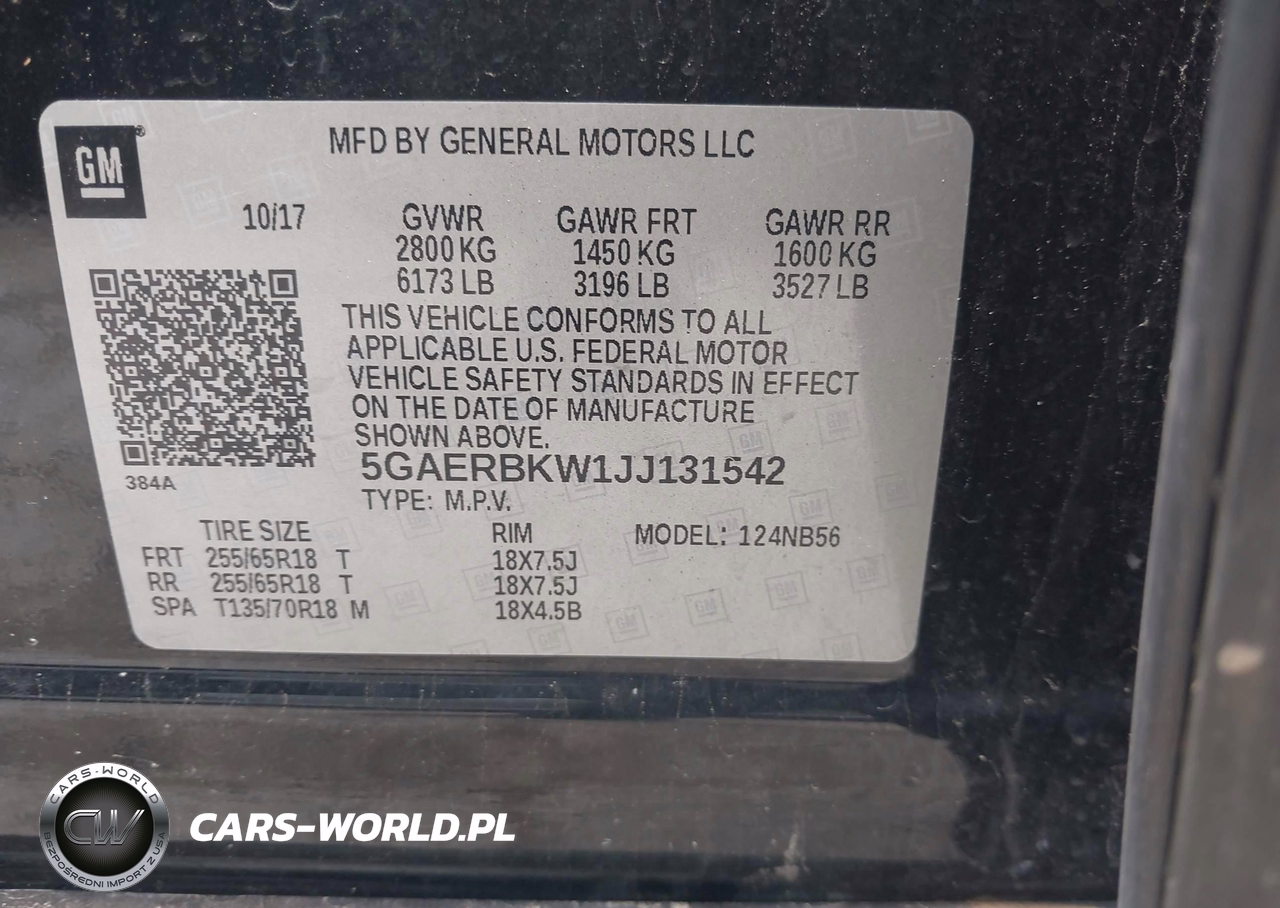 GM
MFD BY GENERAL MOTORS LLC
10/17 GVWR GAWR FRT GAWR RR
2800 KG 1450 KG 1600 KG
6173 LB 3196 LB 3527 LB
THIS VEHICLE CONFORMS TO ALL
APPLICABLE U.S. FEDERAL MOTOR
VEHICLE SAFETY STANDARDS IN EFFECT
ON THE DATE OF MANUFACTURE
SHOWN ABOVE.
384A
5GAERBKW1JJ131542
TYPE: M.P.V.
TIRE SIZE RIM MODEL: 124NB56
FRT 255/65R18 T 18X7.5J
RR 255/65R18 T 18X7.5J
SPA T135/70R18 M 18X4.5B
CARS-WORLD
CW
BEZPOŚREDNI IMPORT Z USA
CARS-WORLD.PL